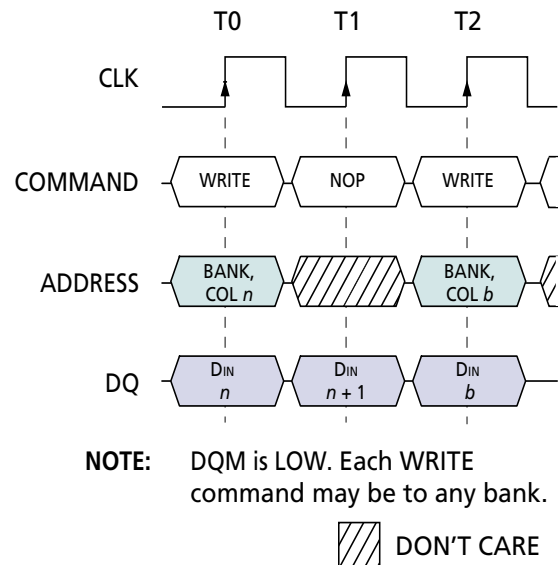 T0 T1 T2
CLK
COMMAND WRITE NOP WRITE
ADDRESS BANK, BANK,
COL n COL b
DQ DIN DIN DIN
n n + 1 b
NOTE: DQM is LOW. Each WRITE
command may be to any bank.
DON'T CARE